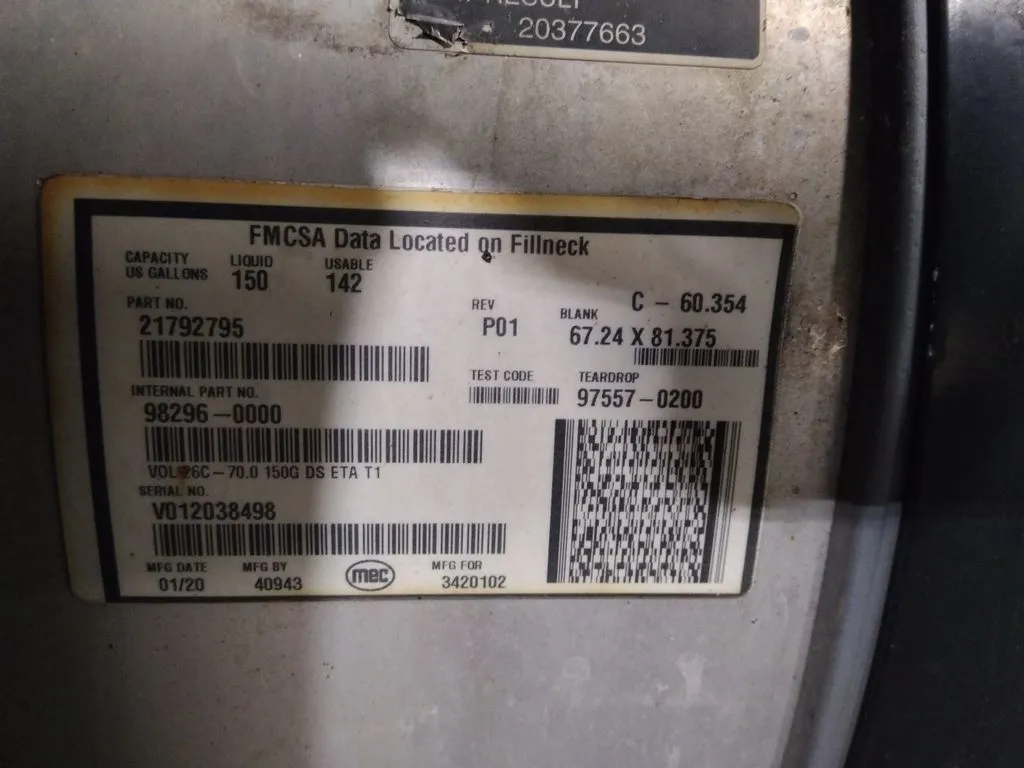 20377663
FMCSA Data Located on Fillneck
CAPACITY US GALLONS LIQUID 150 USABLE 142
C – 60.354
PART NO. REV BLANK
21792795 P01 67.24 X 81.375
TEST CODE TEARDROP
INTERNAL PART NO. 97557–0200
98296–0000
VOL 26C–70.0 150G DS ETA T1
SERIAL NO.
V012038498
MFG DATE MFG BY mec MFG FOR
01/20 40943 3420102